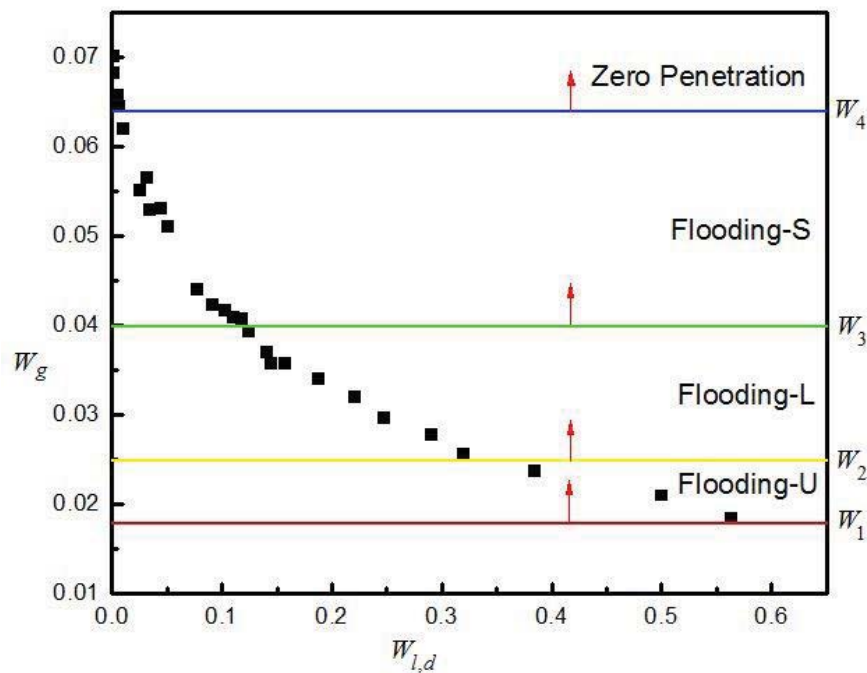 0.07
Zero Penetration
W4
0.06
Flooding-S
0.05
0.04
W3
Wg
Flooding-L
0.03
W2
Flooding-U
0.02
W1
0.01
0.0 0.1 0.2 0.3 0.4 0.5 0.6
Wl,d